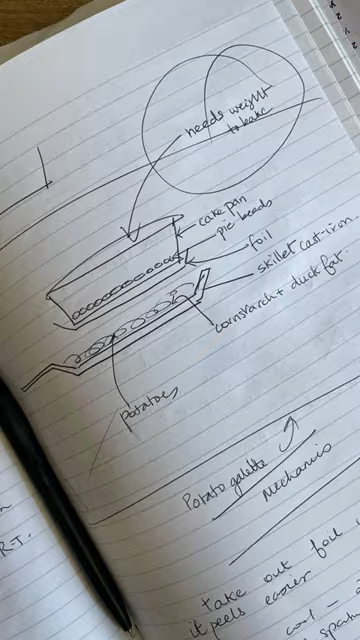 needs weight
to bake
cake pan
pie beads
foil
skillet cast-iron
cornstarch + duck fat.
potatoes
Potato galette
Mechanics
take out foil
it peels easier
R.T.